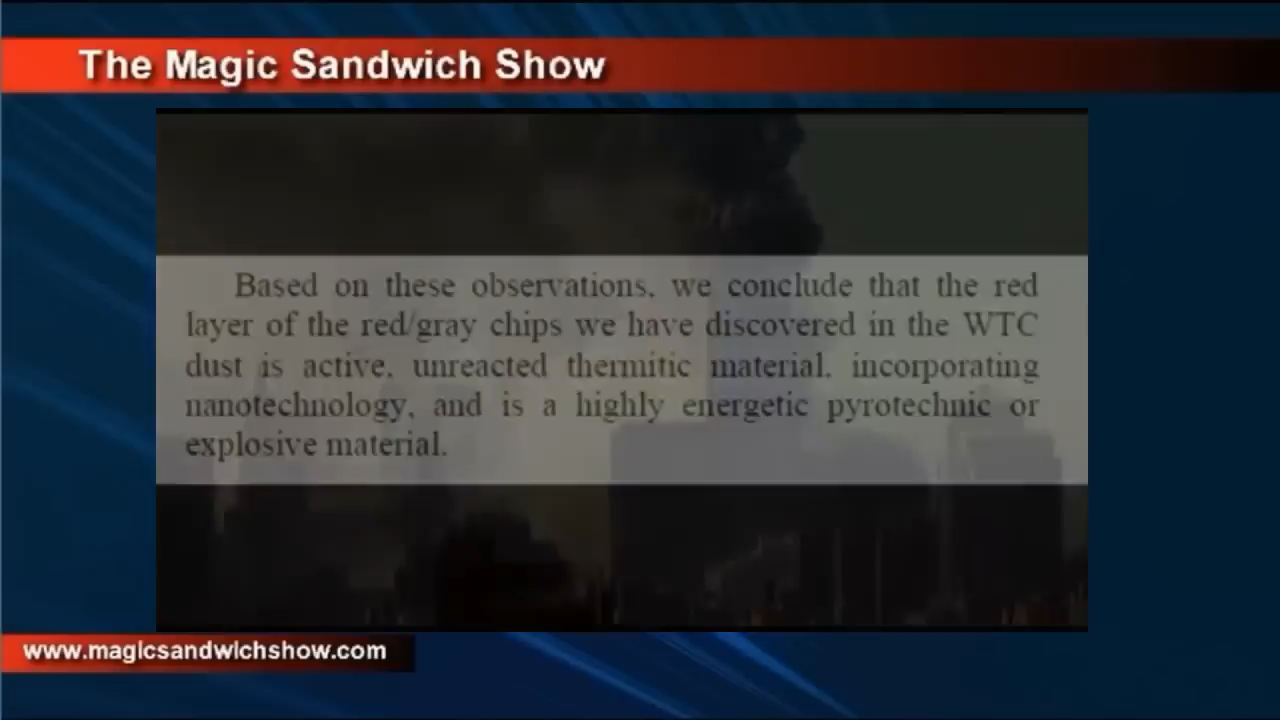 The Magic Sandwich Show
Based on these observations, we conclude that the red
layer of the red/gray chips we have discovered in the WTC
dust is active, unreacted thermitic material, incorporating
nanotechnology, and is a highly energetic pyrotechnic or
explosive material.
www.magicsandwichshow.com